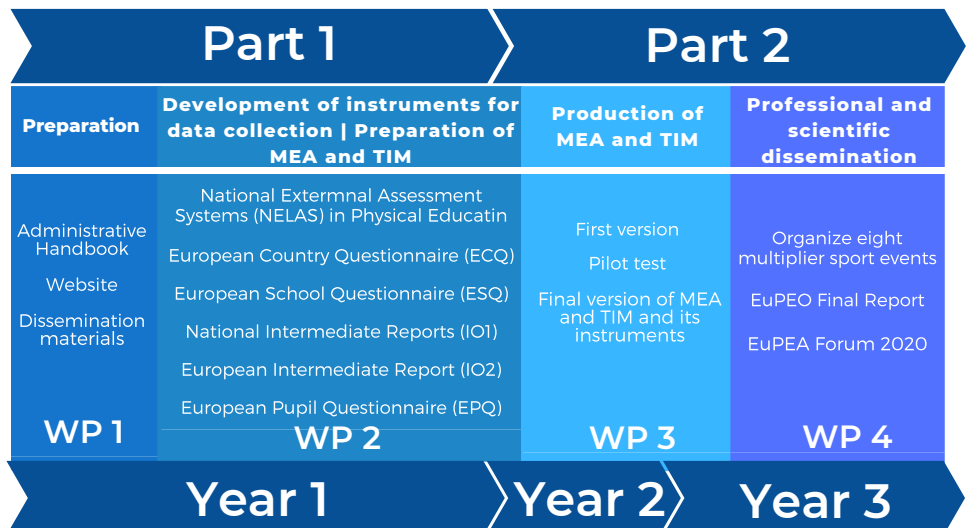 Part 1
Part 2
Preparation
Development of instruments for
data collection | Preparation of
MEA and TIM
Production of
MEA and TIM
Professional and
scientific
dissemination
Administrative
Handbook
Website
Dissemination
materials
WP 1
National Extermnal Assessment
Systems (NELAS) in Physical Educatin
European Country Questionnaire (ECQ)
European School Questionnaire (ESQ)
National Intermediate Reports (IO1)
European Intermediate Report (IO2)
European Pupil Questionnaire (EPQ)
WP 2
First version
Pilot test
Final version of MEA
and TIM and its
instruments
WP 3
Organize eight
multiplier sport events
EuPEO Final Report
EuPEA Forum 2020
WP 4
Year 1
Year 2
Year 3